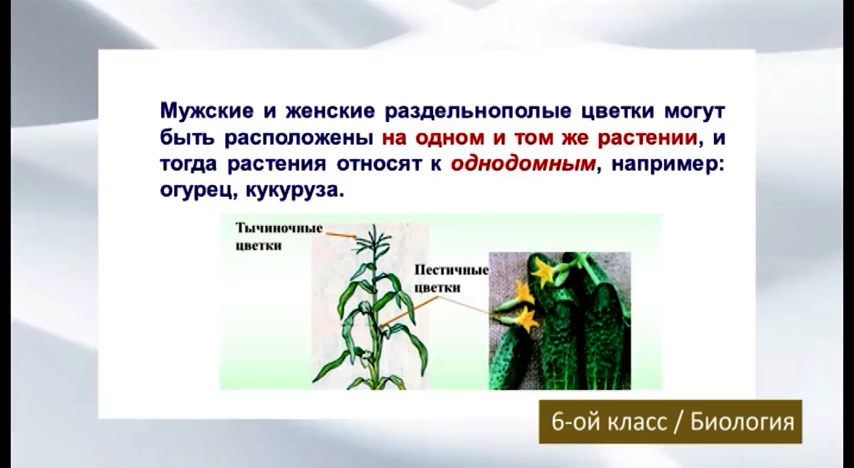 Мужские и женские раздельнополые цветки могут
быть расположены на одном и том же растении, и
тогда растения относят к однодомным, например:
огурец, кукуруза.
Тычиночные
цветки
Пестичные
цветки
6-ой класс / Биология